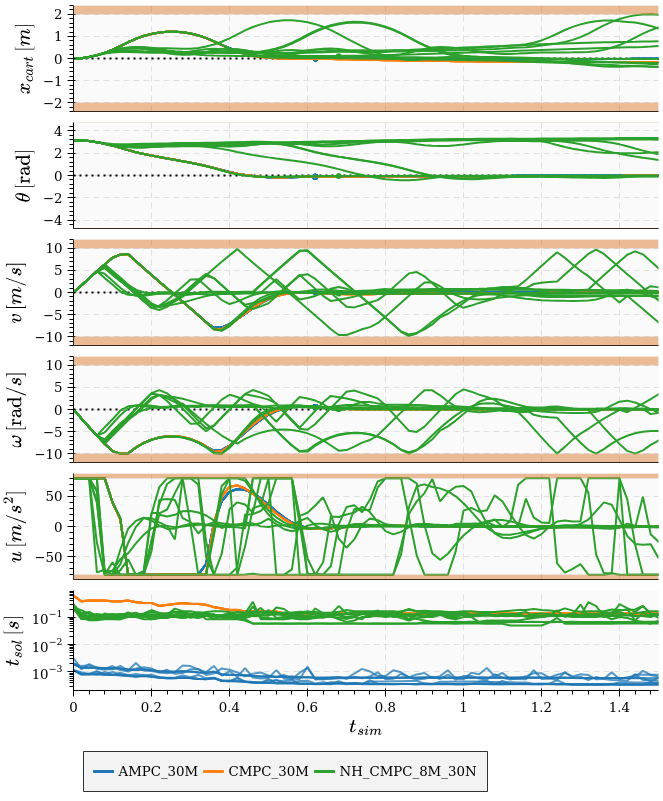 2
1
0
−1
−2
x_cart [m]
4
2
0
−2
−4
θ [rad]
10
5
0
−5
−10
v [m/s]
10
5
0
−5
−10
ω [rad/s]
50
0
−50
u [m/s²]
10⁻¹
10⁻²
10⁻³
t_sol [s]
0 0.2 0.4 0.6 0.8 1 1.2 1.4
t_sim
AMPC_30M CMPC_30M NH_CMPC_8M_30N